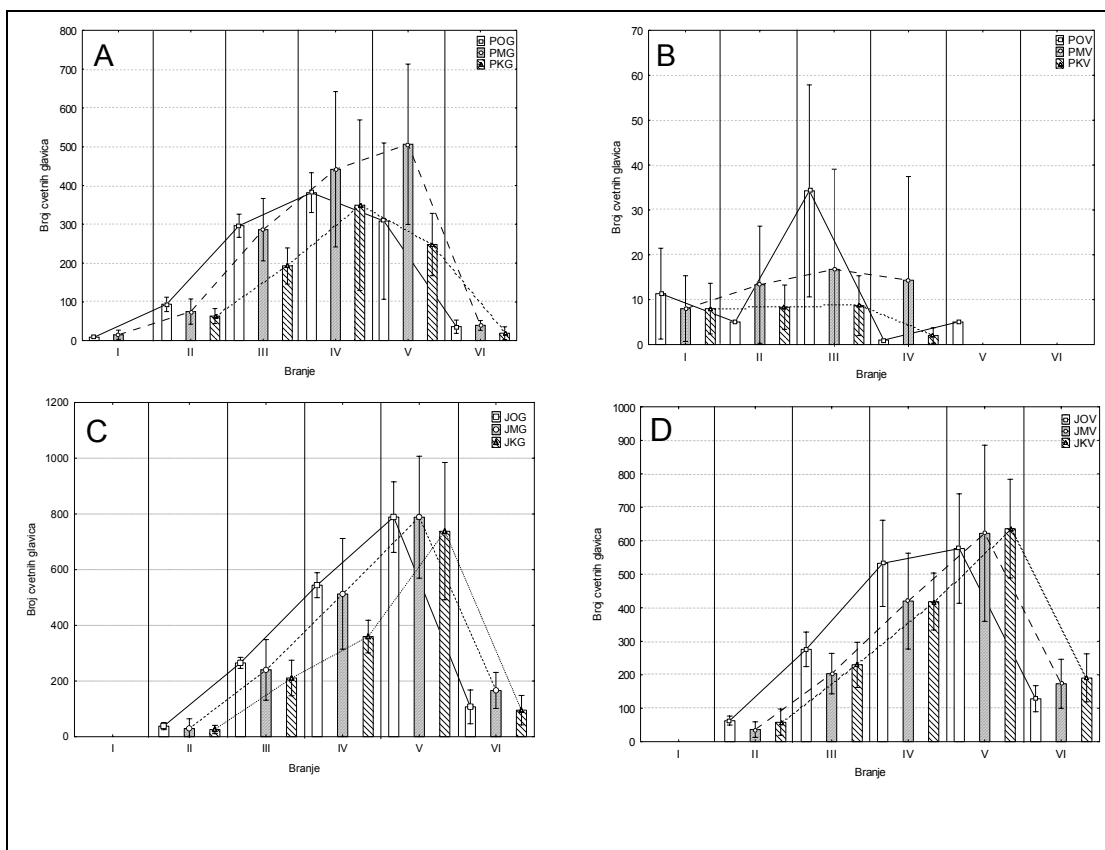 A
POG
PMG
PKG
800
700
600
500
400
300
200
100
0
Broj cvetnih glavica
I II III IV V VI
Branje
B
POV
PMV
PKV
70
60
50
40
30
20
10
0
Broj cvetnih glavica
I II III IV V VI
Branje
C
JOG
JMG
JKG
1200
1000
800
600
400
200
0
Broj cvetnih glavica
I II III IV V VI
Branje
D
JOV
JMV
JKV
1000
900
800
700
600
500
400
300
200
100
0
Broj cvetnih glavica
I II III IV V VI
Branje